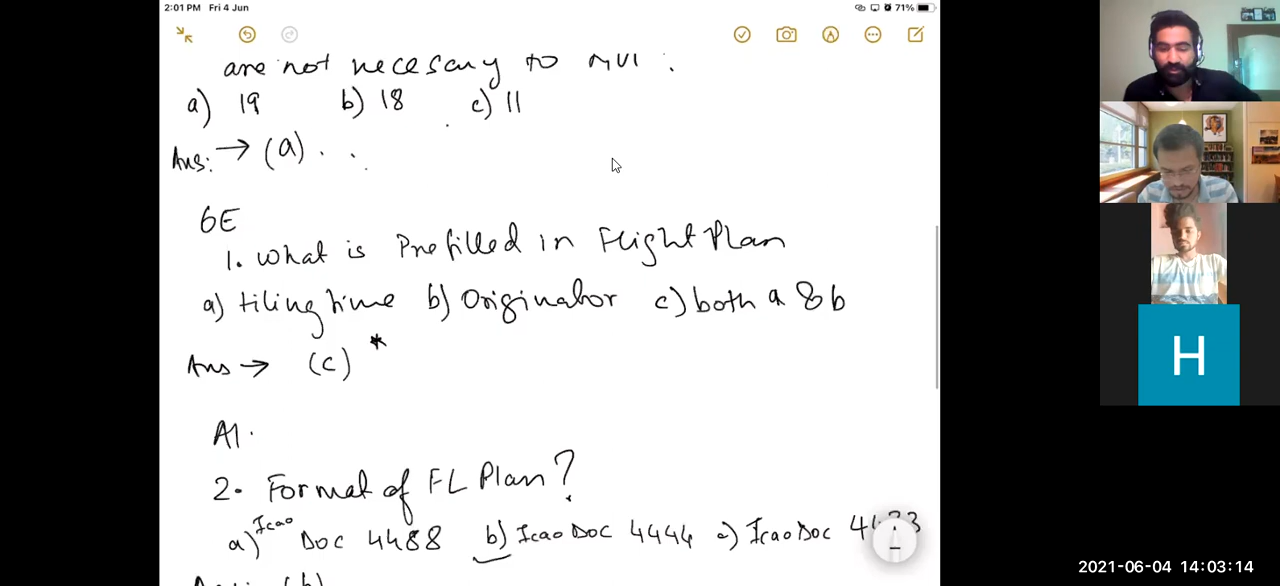 2:01 PM Fri 4 Jun
71%
are not necesary to
a) 19 b) 18 c) 11
Ans: → (a) . .
6E
1. What is Prefilled in Flight Plan
a) tiling time b) Originator c) both a & b
Ans → (c) *
A1.
2. Format of FL Plan?
a) Icao Doc 4488 b) Icao Doc 4444 c) Icao Doc
H
2021-06-04 14:03:14